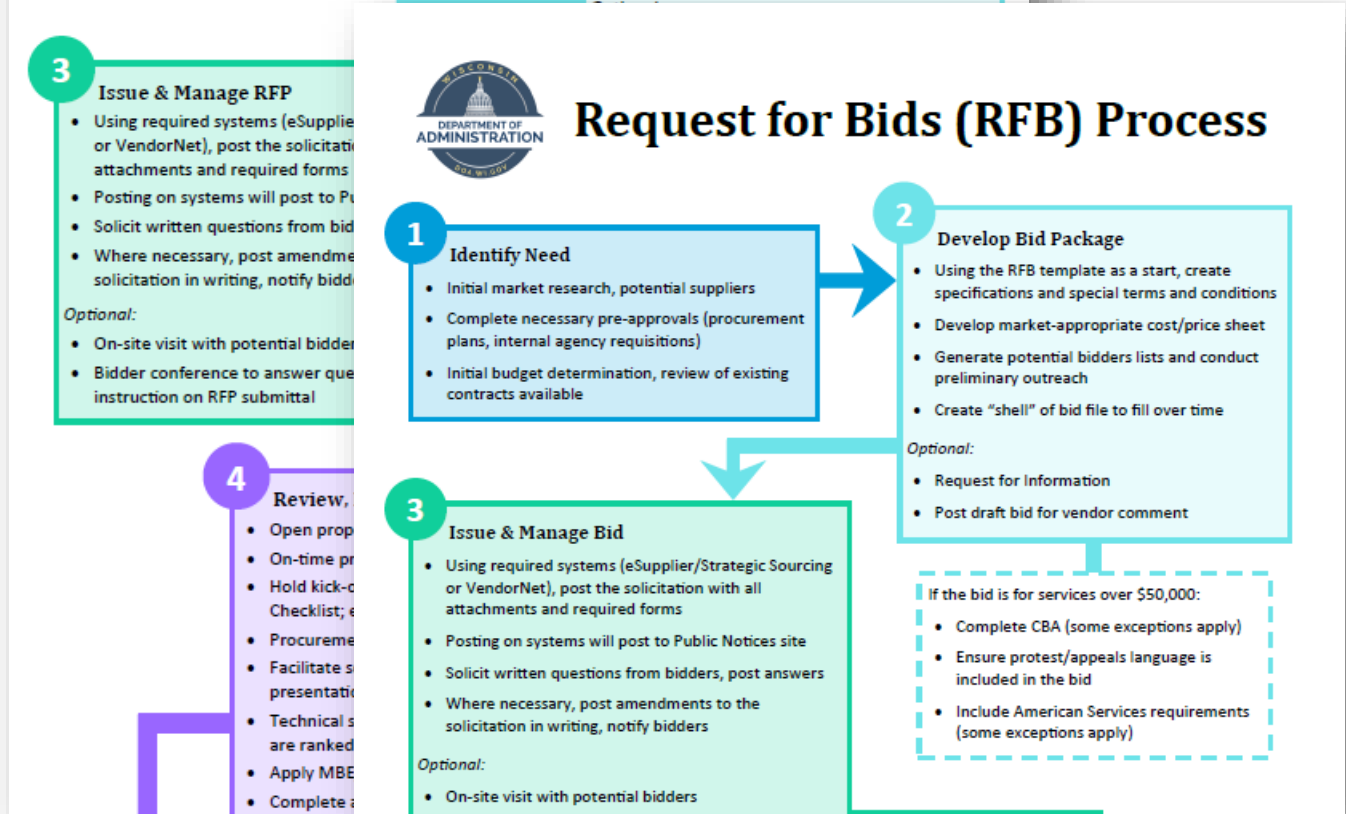 3
Issue & Manage RFP
• Using required systems (eSupplie
or VendorNet), post the solicitati
attachments and required forms
• Posting on systems will post to Pu
• Solicit written questions from bid
• Where necessary, post amendme
solicitation in writing, notify bidd
Optional:
• On-site visit with potential bidder
• Bidder conference to answer que
instruction on RFP submittal
4
Review,
• Open prop
• On-time pr
• Hold kick-o
Checklist; e
• Procureme
• Facilitate s
presentatio
• Technical s
are ranked
• Apply MBE
• Complete a
WISCONSIN
DEPARTMENT OF
ADMINISTRATION
DOA.WI.GOV
Request for Bids (RFB) Process
1
Identify Need
• Initial market research, potential suppliers
• Complete necessary pre-approvals (procurement
plans, internal agency requisitions)
• Initial budget determination, review of existing
contracts available
2
Develop Bid Package
• Using the RFB template as a start, create
specifications and special terms and conditions
• Develop market-appropriate cost/price sheet
• Generate potential bidders lists and conduct
preliminary outreach
• Create “shell” of bid file to fill over time
Optional:
• Request for Information
• Post draft bid for vendor comment
If the bid is for services over $50,000:
• Complete CBA (some exceptions apply)
• Ensure protest/appeals language is
included in the bid
• Include American Services requirements
(some exceptions apply)
3
Issue & Manage Bid
• Using required systems (eSupplier/Strategic Sourcing
or VendorNet), post the solicitation with all
attachments and required forms
• Posting on systems will post to Public Notices site
• Solicit written questions from bidders, post answers
• Where necessary, post amendments to the
solicitation in writing, notify bidders
Optional:
• On-site visit with potential bidders